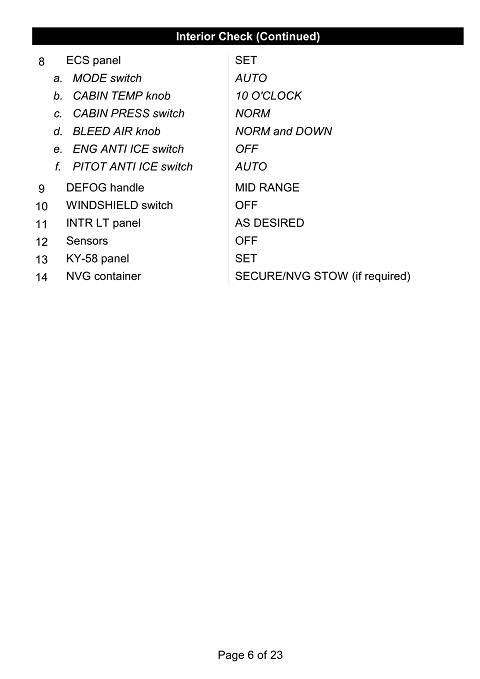 Interior Check (Continued)
8 ECS panel SET
a. MODE switch AUTO
b. CABIN TEMP knob 10 O'CLOCK
c. CABIN PRESS switch NORM
d. BLEED AIR knob NORM and DOWN
e. ENG ANTI ICE switch OFF
f. PITOT ANTI ICE switch AUTO
9 DEFOG handle MID RANGE
10 WINDSHIELD switch OFF
11 INTR LT panel AS DESIRED
12 Sensors OFF
13 KY-58 panel SET
14 NVG container SECURE/NVG STOW (if required)
Page 6 of 23